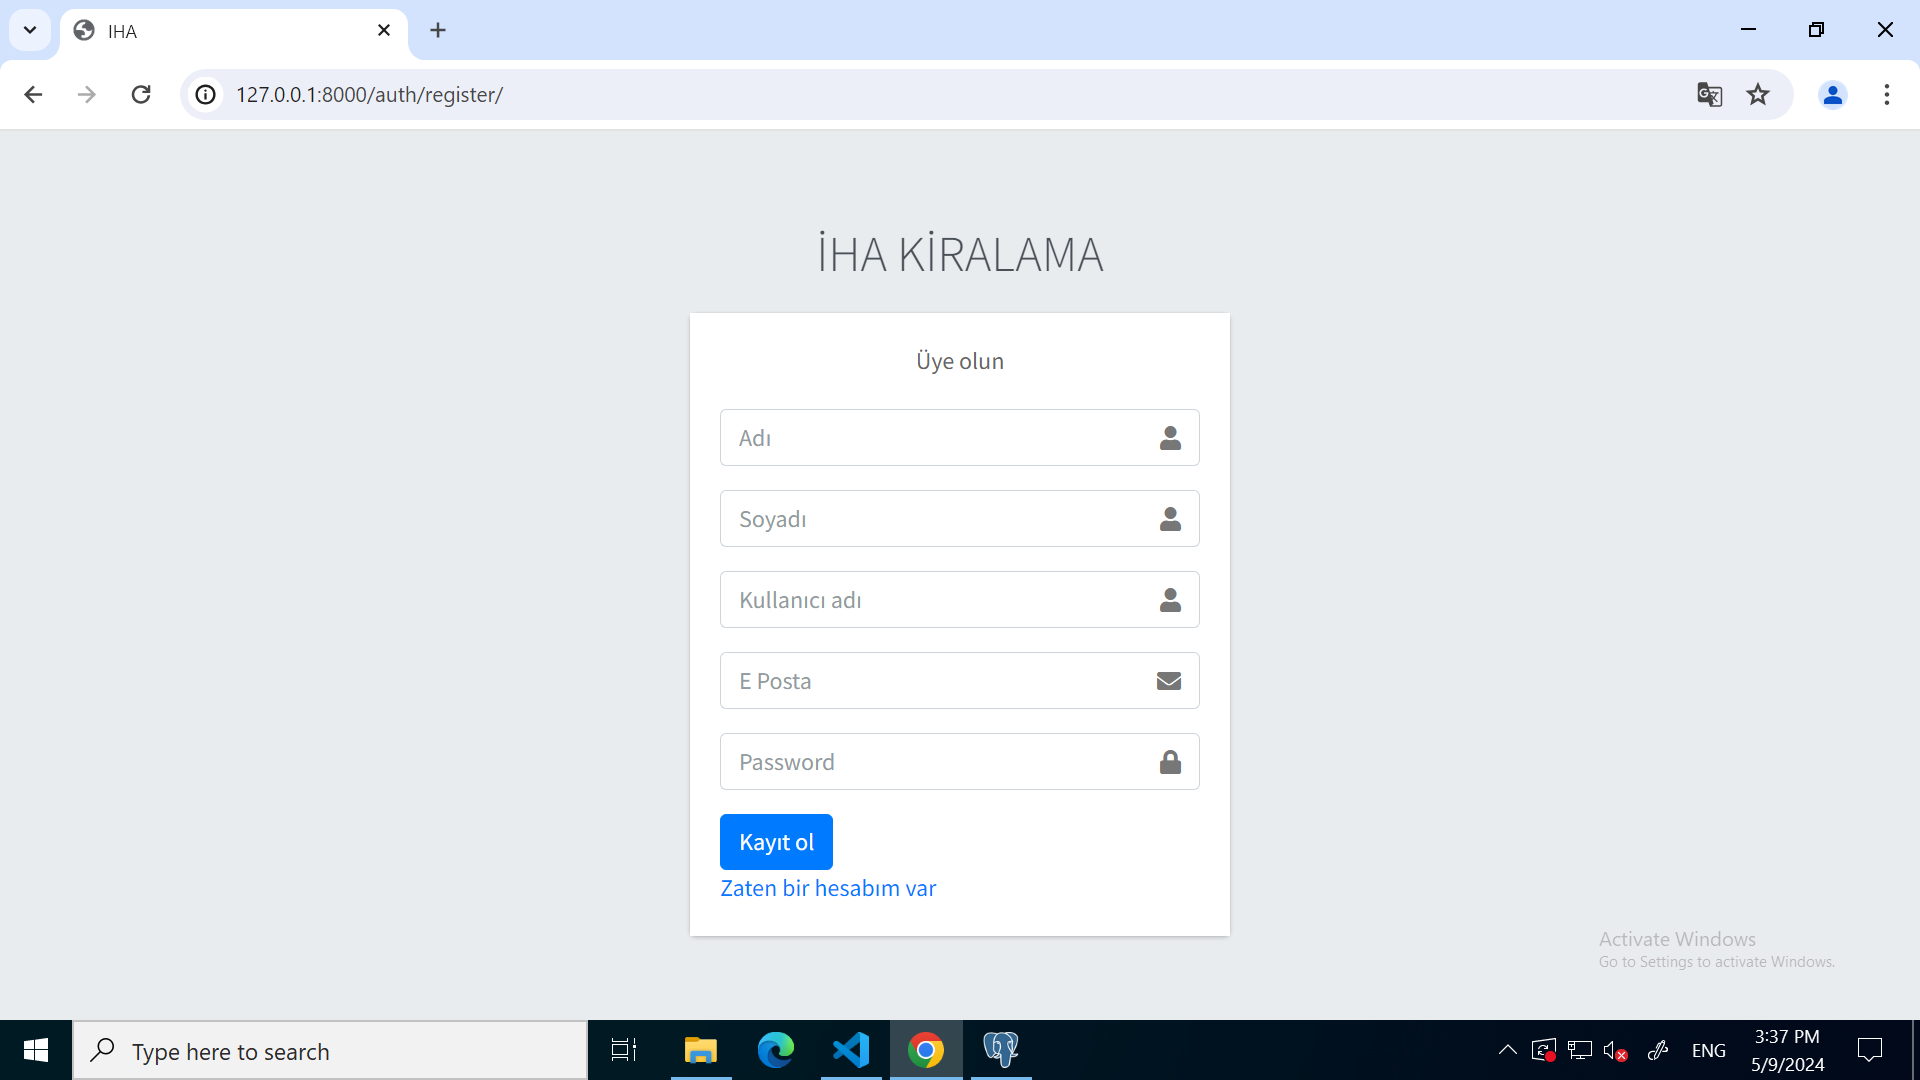 IHA
127.0.0.1:8000/auth/register/
İHA KİRALAMA
Üye olun
Adı
Soyadı
Kullanıcı adı
E Posta
Password
Kayıt ol
Zaten bir hesabım var
Activate Windows
Go to Settings to activate Windows.
Type here to search
ENG
3:37 PM
5/9/2024